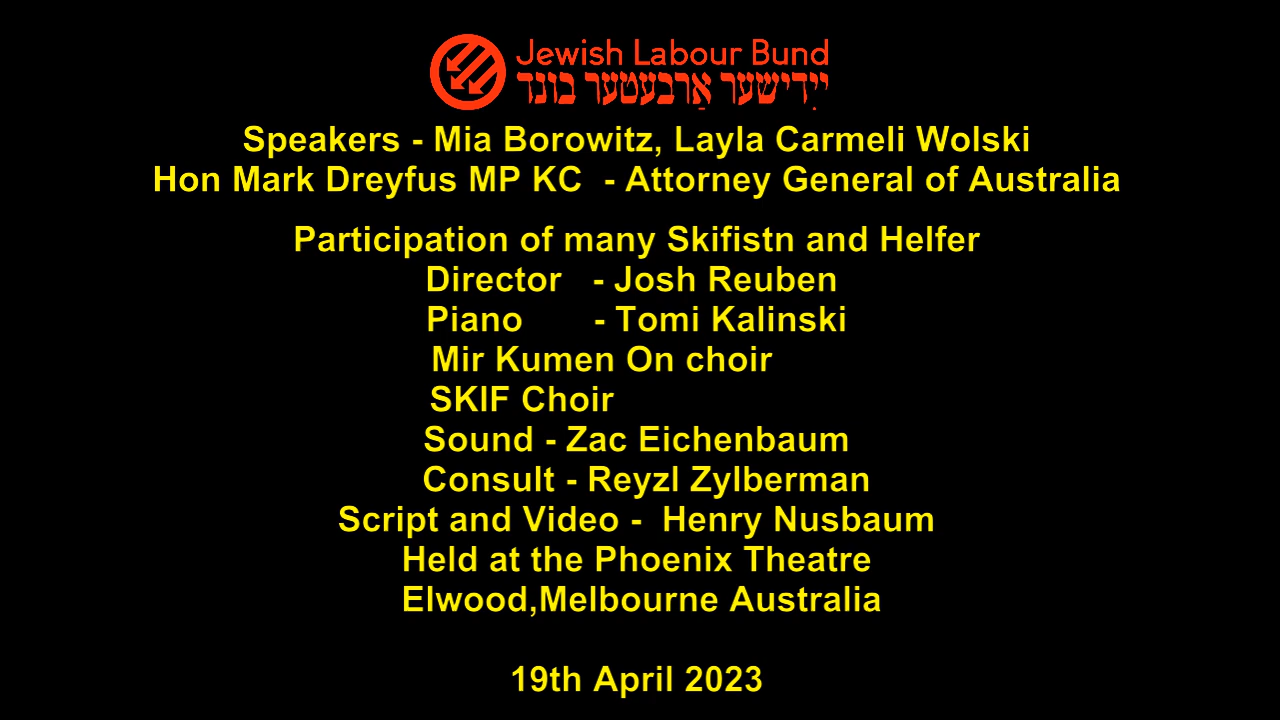 Jewish Labour Bund
ייִדישער אַרבעטער בונד
Speakers - Mia Borowitz, Layla Carmeli Wolski
Hon Mark Dreyfus MP KC - Attorney General of Australia
Participation of many Skifistn and Helfer
Director - Josh Reuben
Piano - Tomi Kalinski
Mir Kumen On choir
SKIF Choir
Sound - Zac Eichenbaum
Consult - Reyzl Zylberman
Script and Video - Henry Nusbaum
Held at the Phoenix Theatre
Elwood,Melbourne Australia
19th April 2023